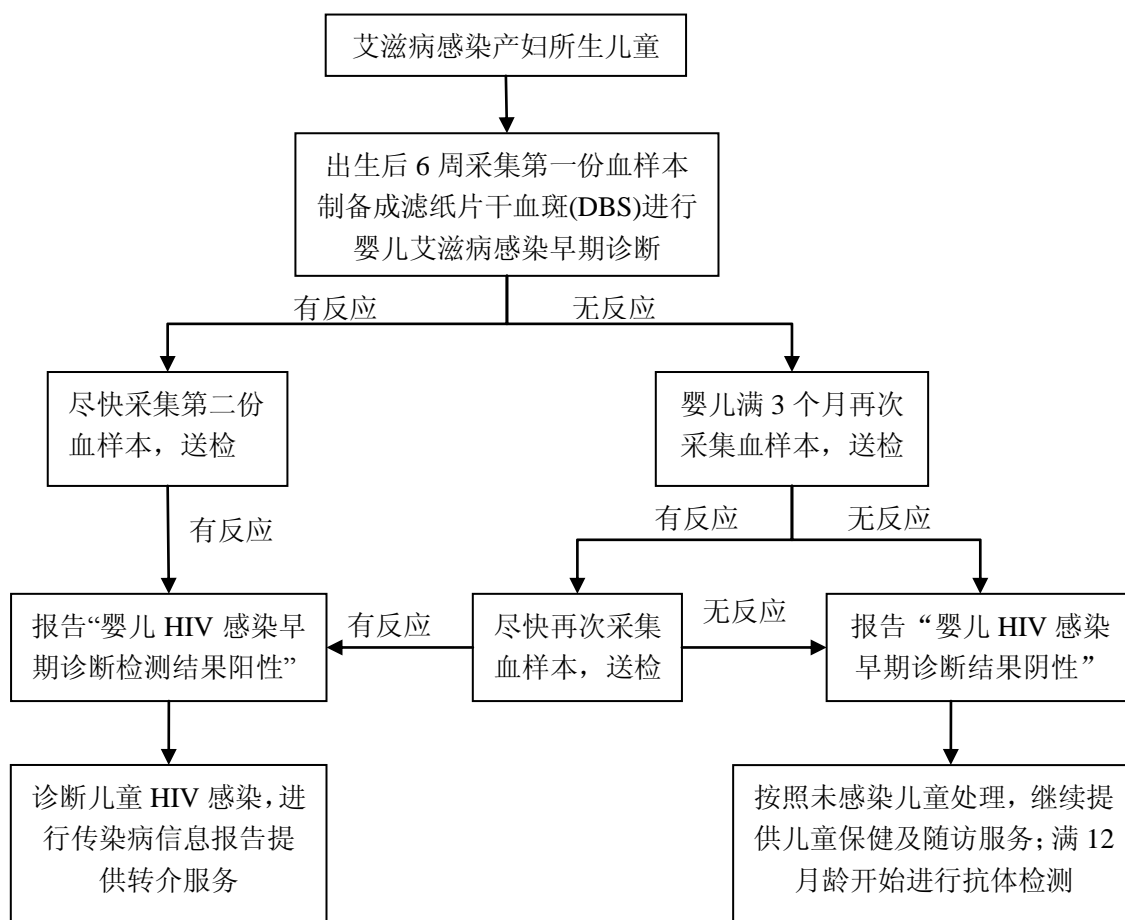 艾滋病感染产妇所生儿童
出生后 6 周采集第一份血样本
制备成滤纸片干血斑(DBS)进行
婴儿艾滋病感染早期诊断
有反应
无反应
尽快采集第二份
血样本，送检
婴儿满 3 个月再次
采集血样本，送检
有反应
有反应
无反应
报告“婴儿 HIV 感染早
期诊断检测结果阳性”
有反应
尽快再次采集
血样本，送检
无反应
报告“婴儿 HIV 感染
早期诊断结果阴性”
诊断儿童 HIV 感染，进
行传染病信息报告提
供转介服务
按照未感染儿童处理，继续提
供儿童保健及随访服务；满 12
月龄开始进行抗体检测